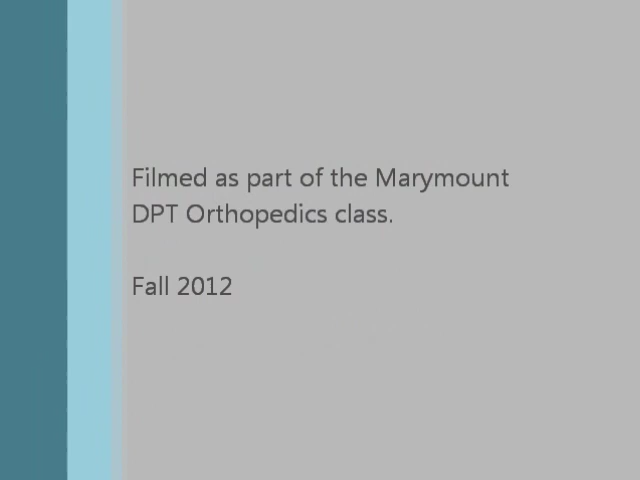 Filmed as part of the Marymount
DPT Orthopedics class.
Fall 2012